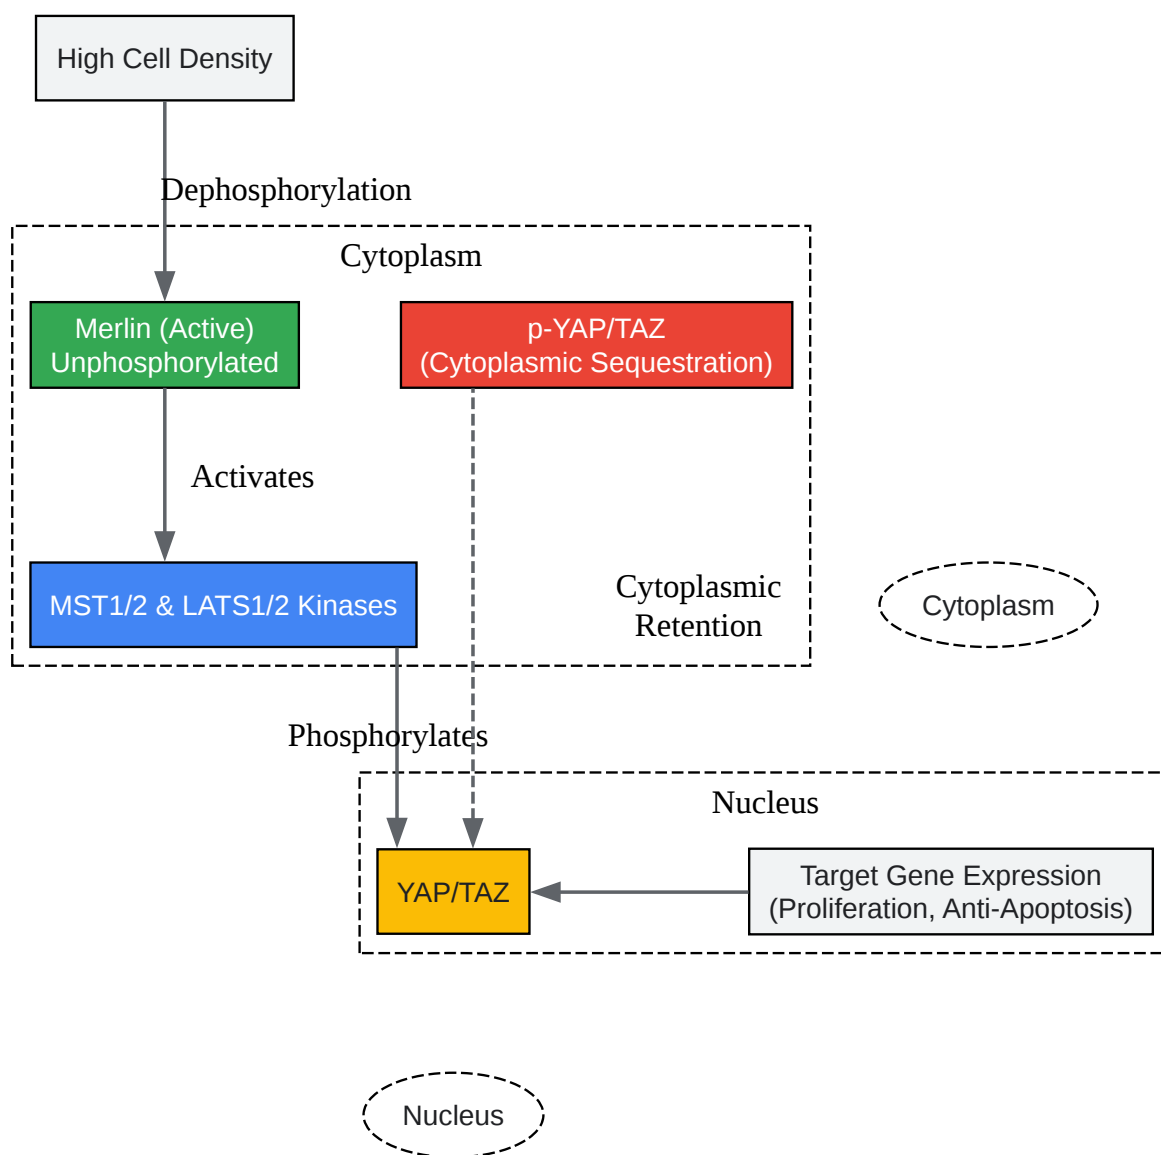 High Cell Density
Dephosphorylation
Cytoplasm
Merlin (Active)
Unphosphorylated
p-YAP/TAZ
(Cytoplasmic Sequestration)
Activates
MST1/2 & LATS1/2 Kinases
Cytoplasmic
Retention
Cytoplasm
Phosphorylates
Nucleus
YAP/TAZ
Target Gene Expression
(Proliferation, Anti-Apoptosis)
Nucleus